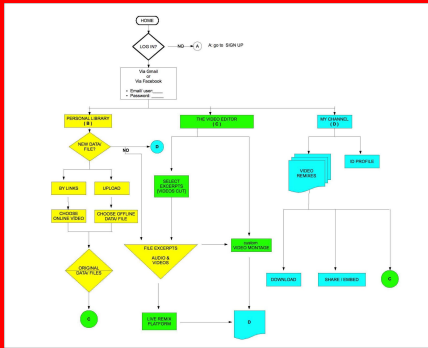 HOME
LOG IN?
NO
A
A: go to SIGN UP
Via Gmail
or
Via Facebook
• Email/ user:____
• Password: _____
PERSONAL LIBRARY
( B )
THE VIDEO EDITOR
( C )
MY CHANNEL
( D )
NEW DATA/
FILE?
NO
D
ID PROFILE
VIDEO
REMIXES
BY LINKS
UPLOAD
SELECT
EXCERPTS
(VIDEOS CUT)
CHOOSE
ONLINE VIDEO
CHOOSE OFFLINE
DATA/ FILE
FILE EXCERPTS
AUDIO &
VIDEOS
VIDEO MONTAGE
ORIGINAL
DATA/ FILES
DOWNLOAD
SHARE / EMBED
C
C
LIVE REMIX
PLATFORM
D